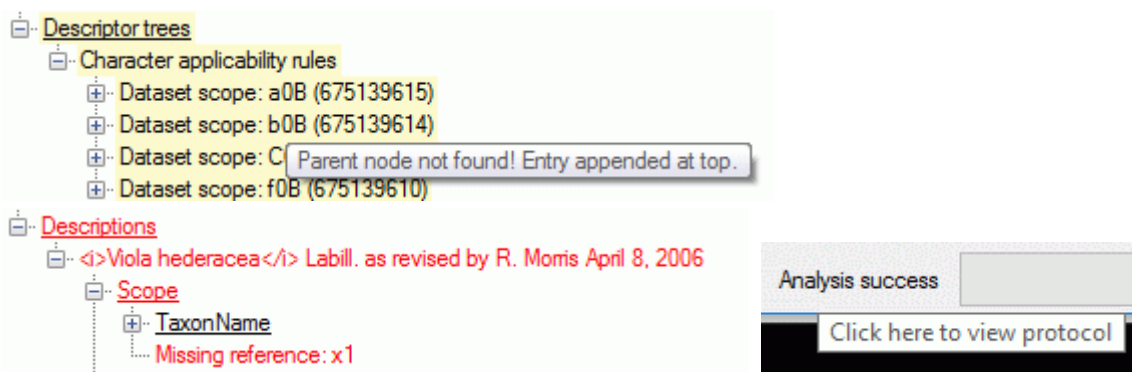 Descriptor trees
Character applicability rules
Dataset scope: a0B (675139615)
Dataset scope: b0B (675139614)
Dataset scope: C
Parent node not found! Entry appended at top.
Dataset scope: f0B (675139610)
Descriptions
<i>Viola hederacea</i> Labill. as revised by R. Morris April 8, 2006
Scope
TaxonName
Missing reference: x1
Analysis success
Click here to view protocol